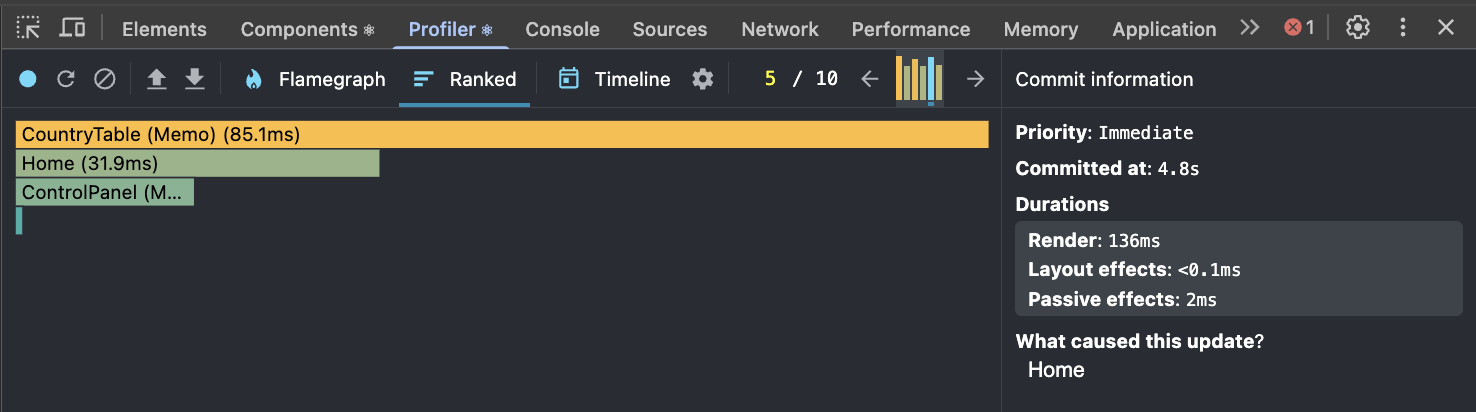 Elements Components ⚛ Profiler ⚛ Console Sources Network Performance Memory Application 1
Flamegraph Ranked Timeline 5 / 10 Commit information
CountryTable (Memo) (85.1ms)
Home (31.9ms)
ControlPanel (M...
Priority: Immediate
Committed at: 4.8s
Durations
Render: 136ms
Layout effects: <0.1ms
Passive effects: 2ms
What caused this update?
Home